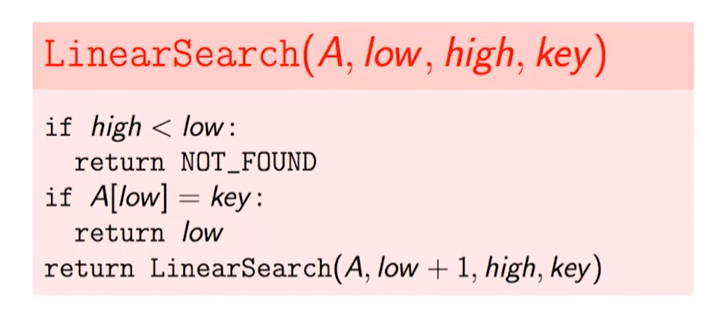 LinearSearch(A, low, high, key)
if high < low:
return NOT_FOUND
if A[low] = key:
return low
return LinearSearch(A, low + 1, high, key)